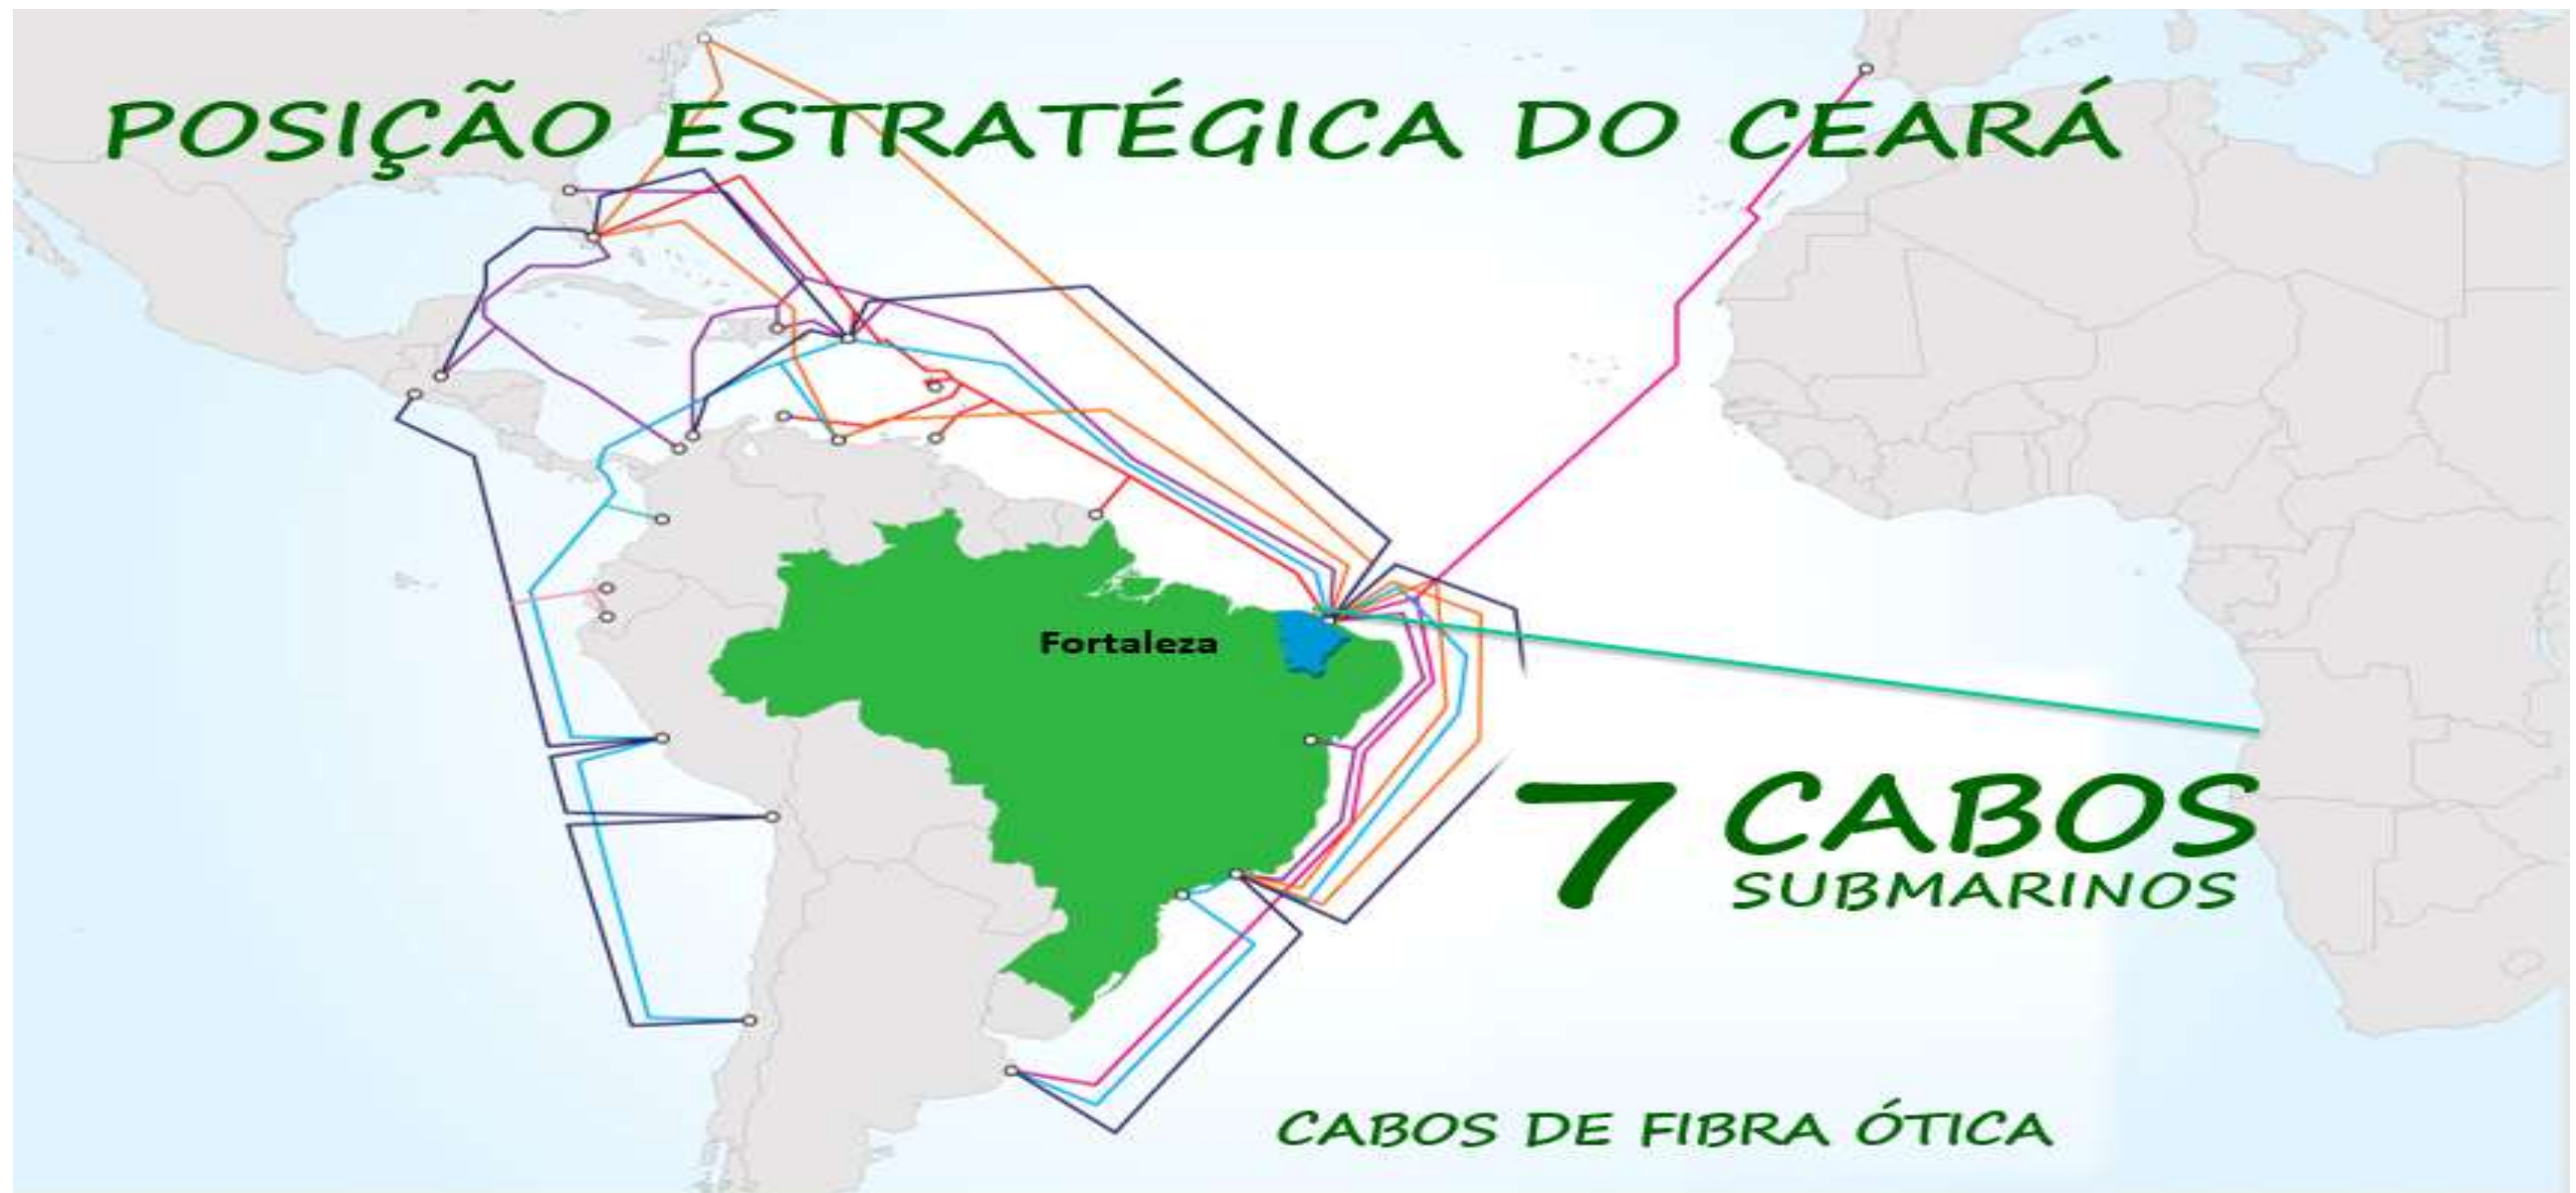 POSIÇÃO ESTRATÉGICA DO CEARÁ
Fortaleza
7 CABOS
SUBMARINOS
CABOS DE FIBRA ÓTICA